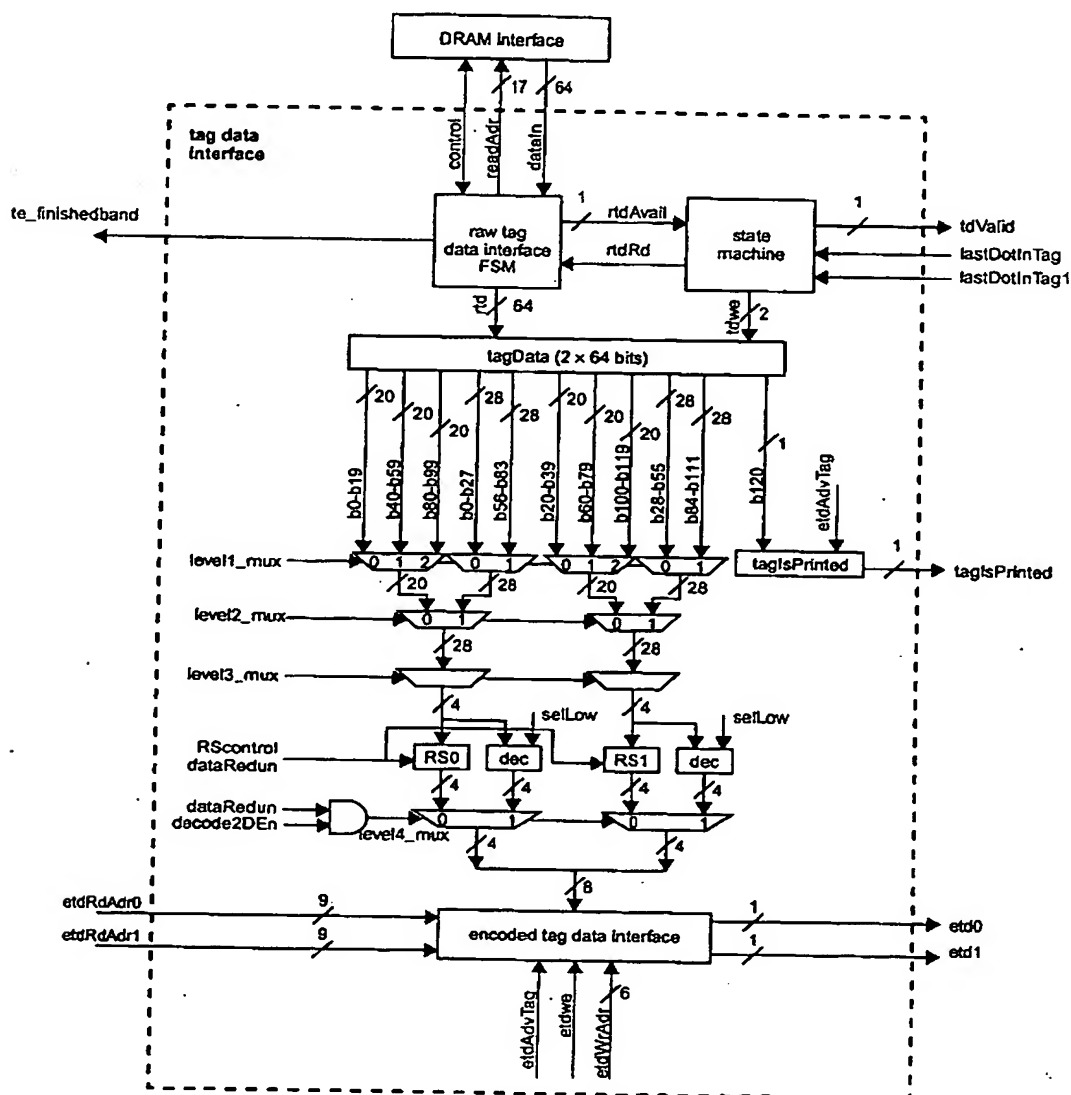 DRAM Interface
17
64
tag data
interface
control
readAdr
dataIn
te_finishedband
raw tag
data interface
FSM
1
rtdAvail
rtdRd
state
machine
1
tdValid
lastDotInTag
lastDotInTag1
rtd
64
tdwe
2
tagData (2 × 64 bits)
20
20
20
28
28
20
20
20
28
28
1
b0-b19
b40-b59
b80-b99
b0-b27
b56-b83
b20-b39
b60-b79
b100-b119
b28-b55
b84-b111
b120
etdAdvTag
level1_mux
0 1 2
0 1
0 1 2
0 1
tagIsPrinted
1
tagIsPrinted
20
28
20
28
level2_mux
0 1
0 1
28
28
level3_mux
4
selLow
4
selLow
RScontrol
dataRedun
RS0
dec
RS1
dec
4
4
4
4
dataRedun
decode2DEn
level4_mux
0 1
0 1
4
4
8
etdRdAdr0
9
etdRdAdr1
9
encoded tag data interface
1
etd0
1
etd1
etdAdvTag
etdwe
etdWrAdr
6